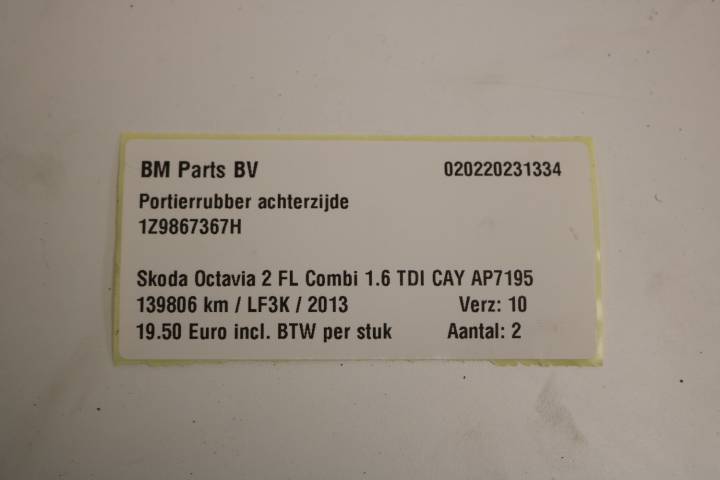 BM Parts BV 020220231334
Portierrubber achterzijde
1Z9867367H
Skoda Octavia 2 FL Combi 1.6 TDI CAY AP7195
139806 km / LF3K / 2013 Verz: 10
19.50 Euro incl. BTW per stuk Aantal: 2